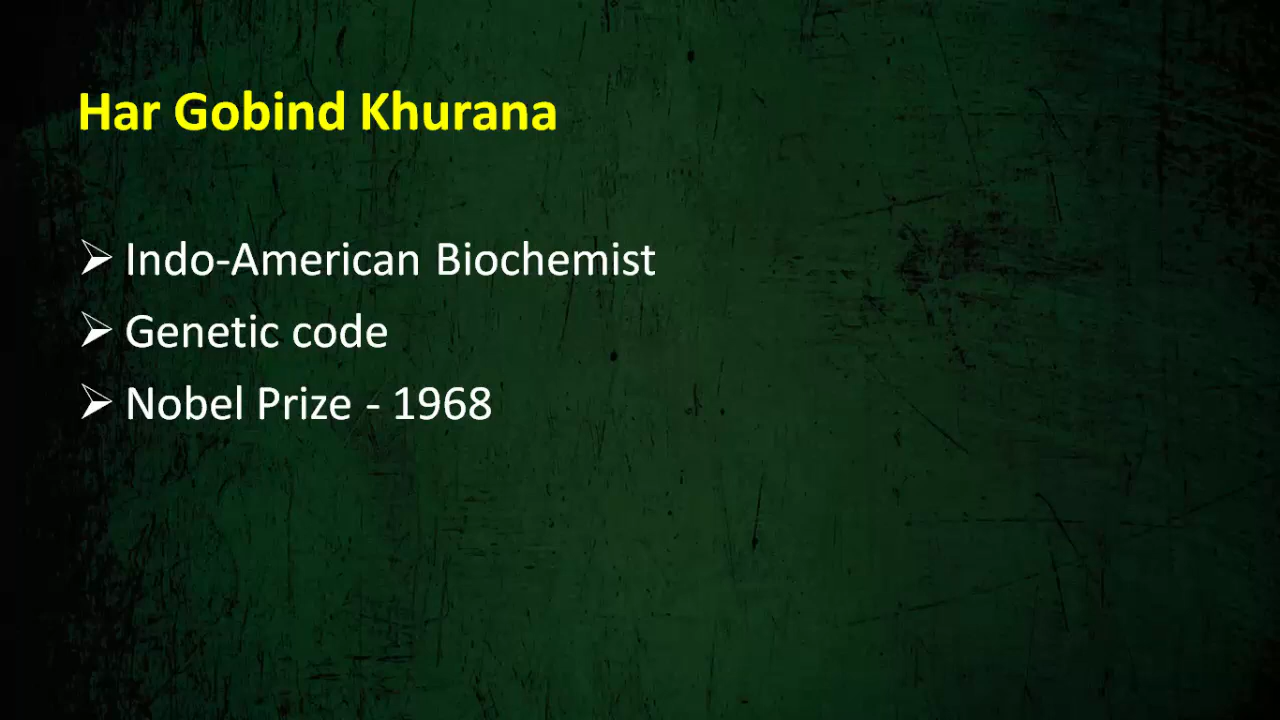 Har Gobind Khurana
➢ Indo-American Biochemist
➢ Genetic code
➢ Nobel Prize - 1968